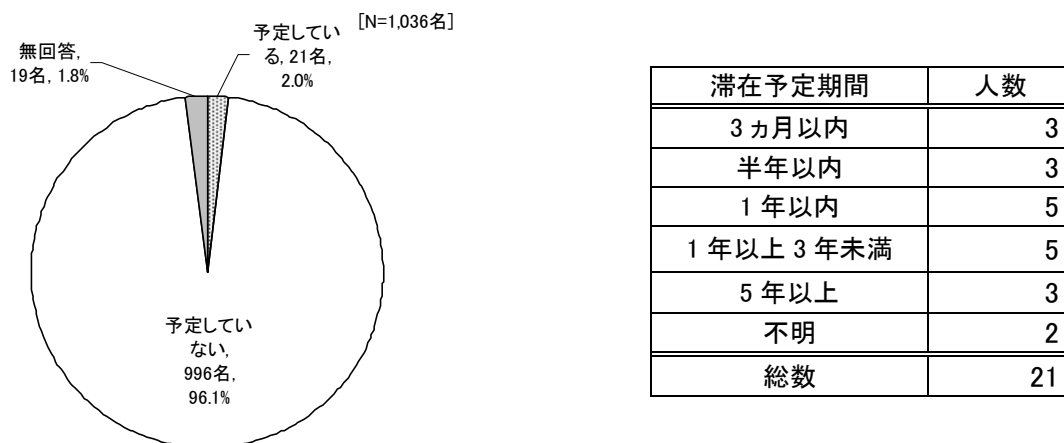 [N=1,036名]
予定してい
る, 21名,
2.0%
無回答,
19名, 1.8%
予定してい
ない,
996名,
96.1%
滞在予定期間 人数
3ヵ月以内 3
半年以内 3
1年以内 5
1年以上3年未満 5
5年以上 3
不明 2
総数 21